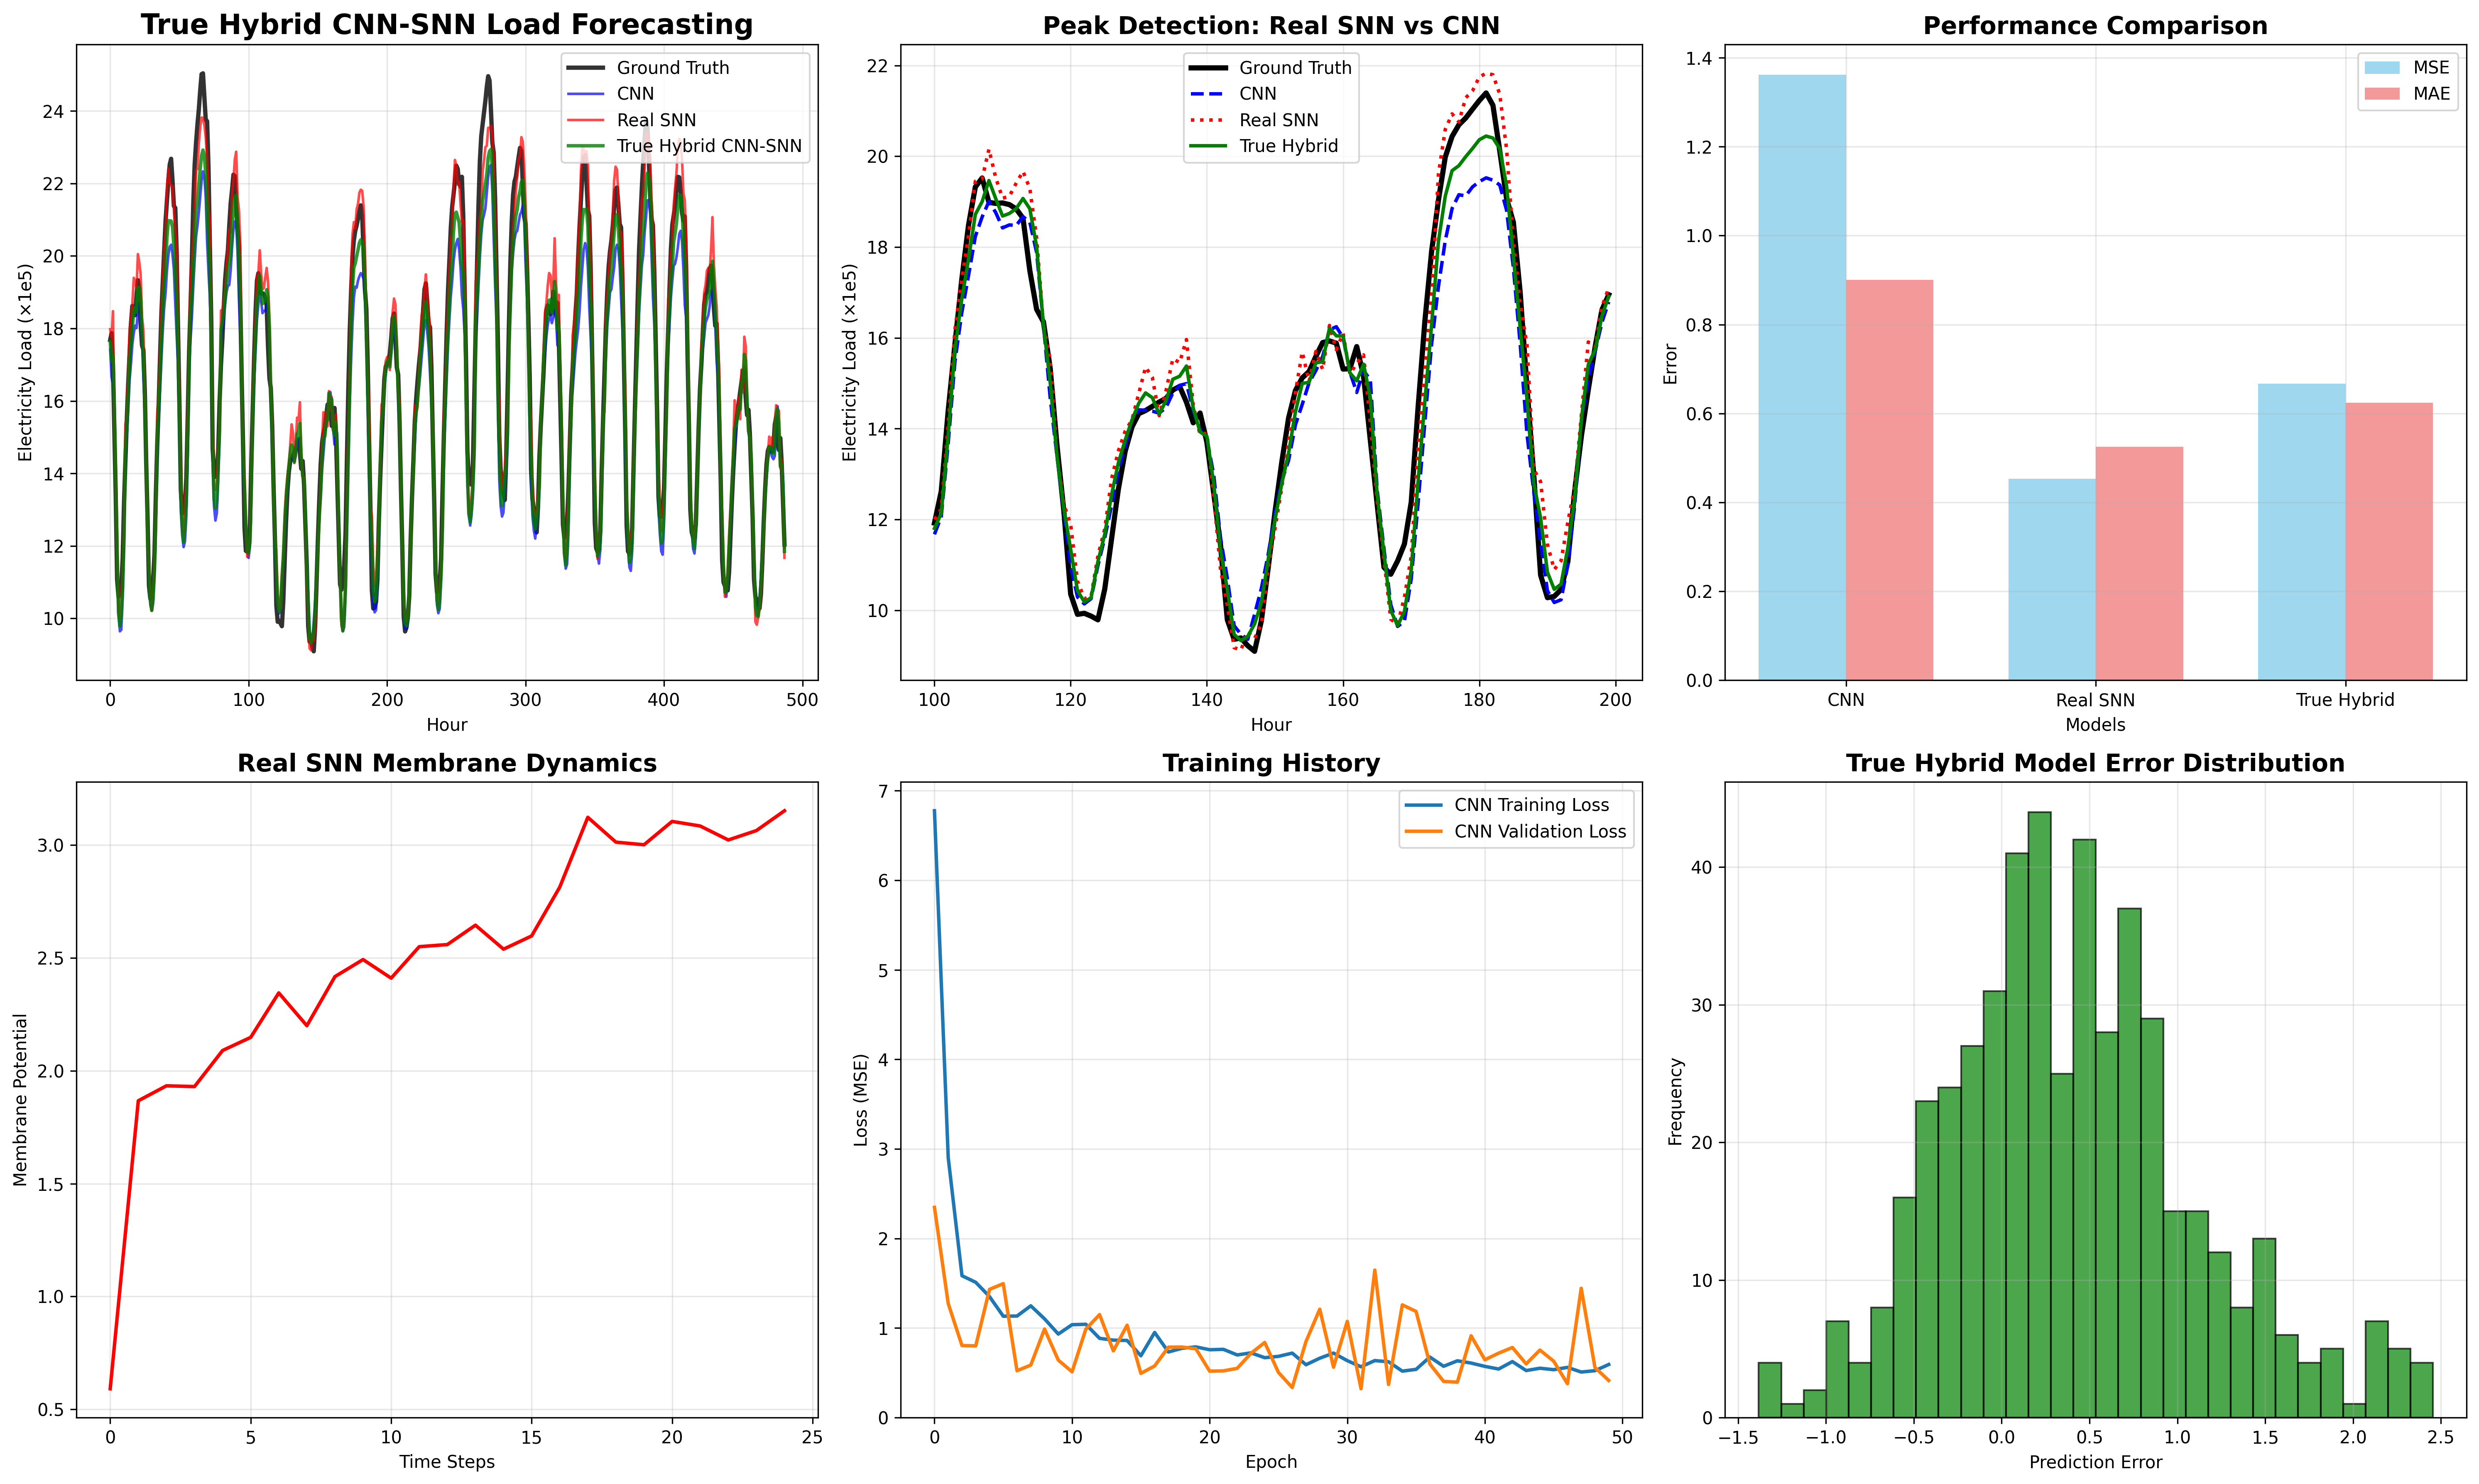 True Hybrid CNN-SNN Load Forecasting
Electricity Load (×1e5)
24
22
20
18
16
14
12
10
Ground Truth
CNN
Real SNN
True Hybrid CNN-SNN
0 100 200 300 400 500
Hour
Peak Detection: Real SNN vs CNN
Electricity Load (×1e5)
22
20
18
16
14
12
10
Ground Truth
CNN
Real SNN
True Hybrid
100 120 140 160 180 200
Hour
Performance Comparison
Error
1.4
1.2
1.0
0.8
0.6
0.4
0.2
0.0
MSE
MAE
CNN Real SNN True Hybrid
Models
Real SNN Membrane Dynamics
Membrane Potential
3.0
2.5
2.0
1.5
1.0
0.5
0 5 10 15 20 25
Time Steps
Training History
Loss (MSE)
7
6
5
4
3
2
1
0
CNN Training Loss
CNN Validation Loss
0 10 20 30 40 50
Epoch
True Hybrid Model Error Distribution
Frequency
40
30
20
10
0
−1.5 −1.0 −0.5 0.0 0.5 1.0 1.5 2.0 2.5
Prediction Error